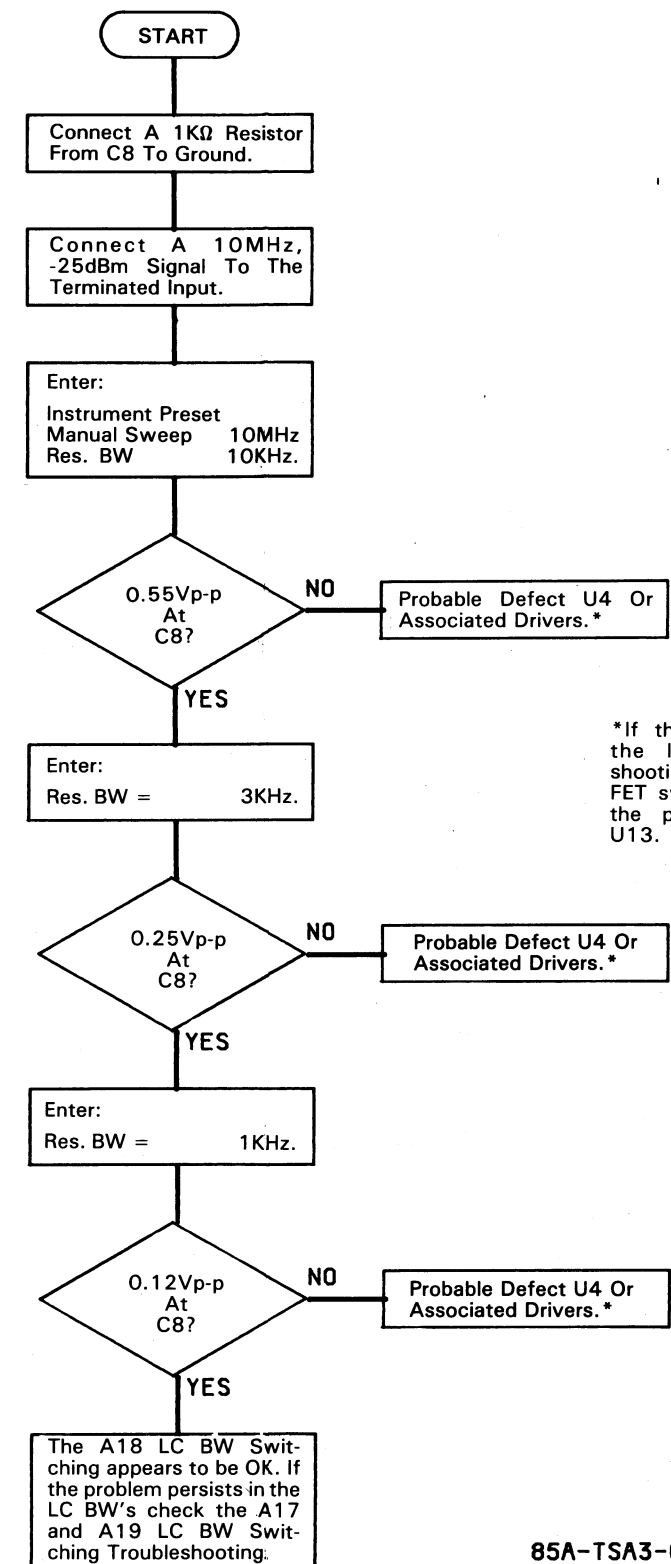 START
Connect A 1KΩ Resistor
From C8 To Ground.
Connect A 10MHz,
-25dBm Signal To The
Terminated Input.
Enter:
Instrument Preset
Manual Sweep 10MHz
Res. BW 10KHz.
0.55Vp-p
At
C8?
NO
Probable Defect U4 Or
Associated Drivers.*
YES
*If th
the l
shooti
FET s
the p
U13.
Enter:
Res. BW = 3KHz.
0.25Vp-p
At
C8?
NO
Probable Defect U4 Or
Associated Drivers.*
YES
Enter:
Res. BW = 1KHz.
0.12Vp-p
At
C8?
NO
Probable Defect U4 Or
Associated Drivers.*
YES
The A18 LC BW Swit-
ching appears to be OK. If
the problem persists in the
LC BW's check the A17
and A19 LC BW Swit-
ching Troubleshooting.
85A-TSA3-